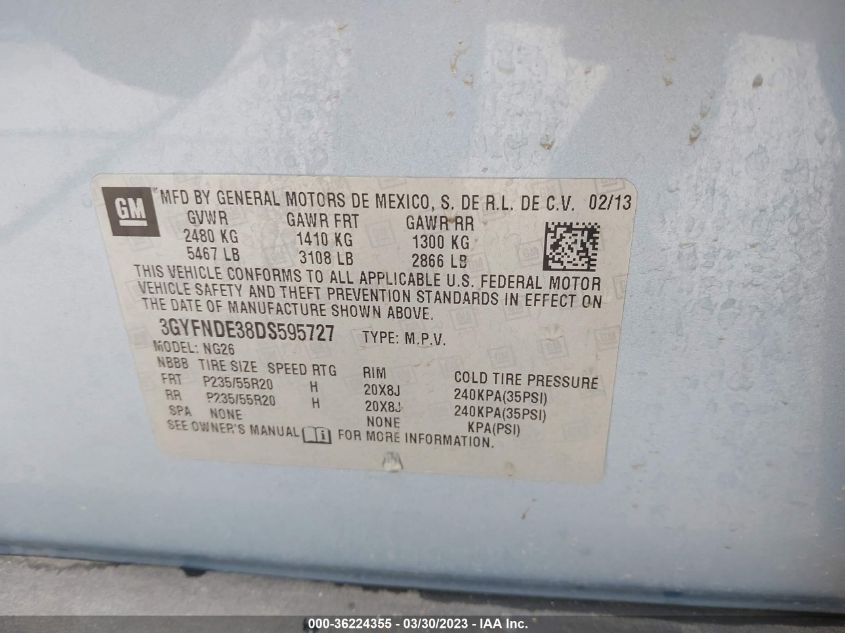 GM
MFD BY GENERAL MOTORS DE MEXICO, S. DE R.L. DE C.V. 02/13
GVWR GAWR FRT GAWR RR
2480 KG 1410 KG 1300 KG
5467 LB 3108 LB 2866 LB
THIS VEHICLE CONFORMS TO ALL APPLICABLE U.S. FEDERAL MOTOR
VEHICLE SAFETY AND THEFT PREVENTION STANDARDS IN EFFECT ON
THE DATE OF MANUFACTURE SHOWN ABOVE.
3GYFNDE38DS595727 TYPE: M.P.V.
MODEL: NG26
NBBB TIRE SIZE SPEED RTG RIM COLD TIRE PRESSURE
FRT P235/55R20 H 20X8J 240KPA(35PSI)
RR P235/55R20 H 20X8J 240KPA(35PSI)
SPA NONE NONE KPA(PSI)
SEE OWNER'S MANUAL FOR MORE INFORMATION.
000-36224355 — 03/30/2023 — IAA Inc.